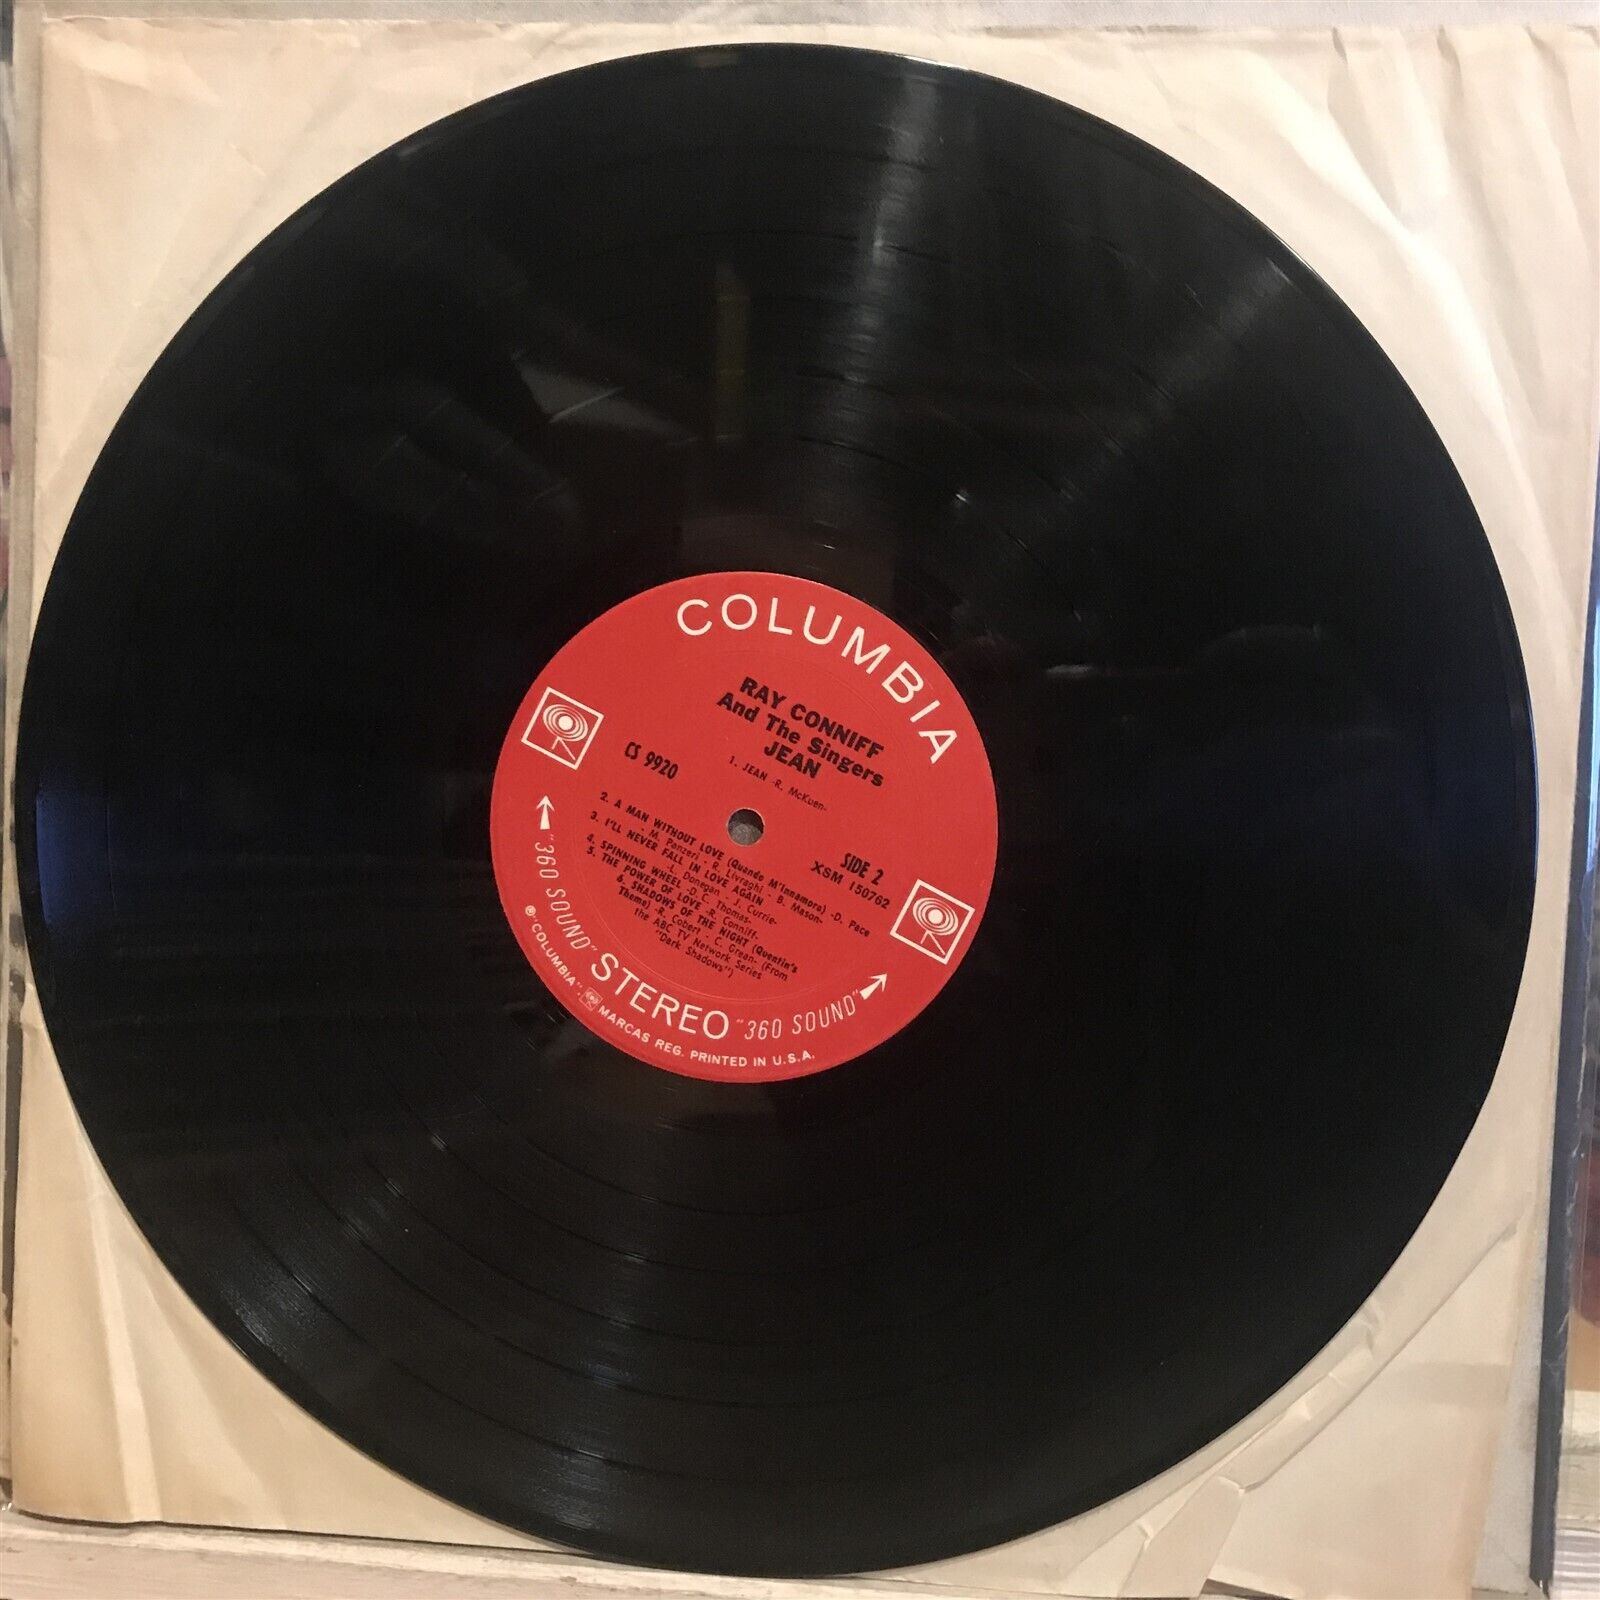 COLUMBIA
RAY CONNIFF
And The Singers
JEAN
CS 9920
1. JEAN -R. McKuen-
SIDE 2
XSM 150762
2. A MAN WITHOUT LOVE (Quando M'Innamoro) -D. Pace
- M. Panzeri - R. Livraghi - B. Mason-
3. I'LL NEVER FALL IN LOVE AGAIN
-L. Donegan - J. Currie-
4. SPINNING WHEEL -D. C. Thomas-
5. THE POWER OF LOVE -R. Conniff-
6. SHADOWS OF THE NIGHT (Quentin's
Theme) -R. Cobert - C. Grean- (From
the ABC TV Network Series
"Dark Shadows")
"360 SOUND" STEREO "360 SOUND"
® "COLUMBIA", MARCAS REG. PRINTED IN U.S.A.